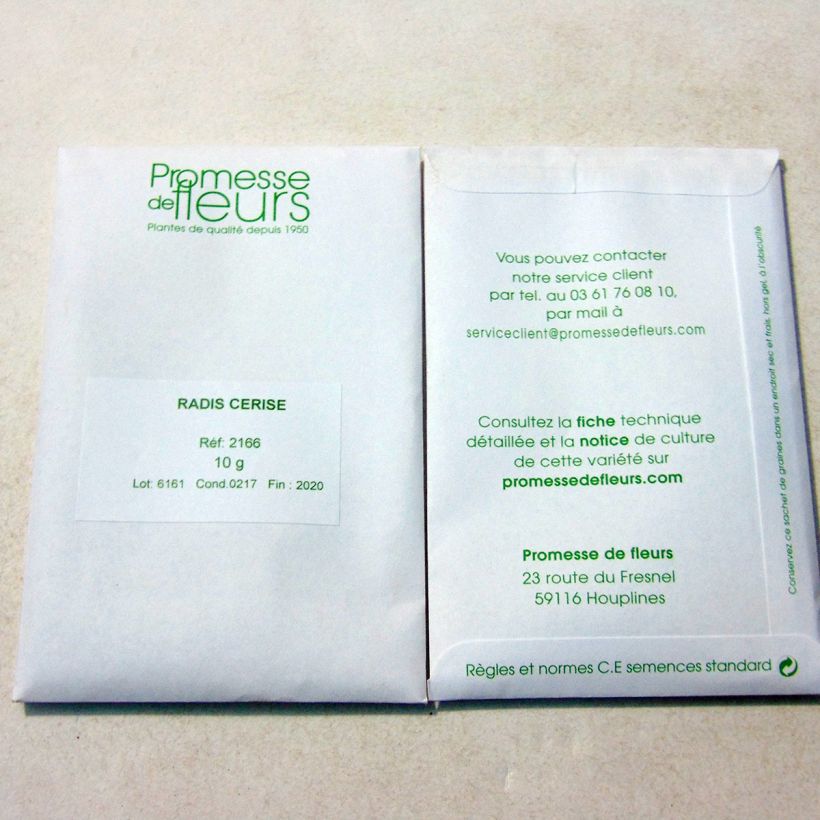 Promesse
de fleurs
Plantes de qualité depuis 1950
RADIS CERISE
Réf: 2166
10 g
Lot: 6161 Cond.0217 Fin : 2020
Vous pouvez contacter
notre service client
par tel. au 03 61 76 08 10,
par mail à
serviceclient@promessedefleurs.com
Consultez la fiche technique
détaillée et la notice de culture
de cette variété sur
promessedefleurs.com
Promesse de fleurs
23 route du Fresnel
59116 Houplines
Règles et normes C.E semences standard
Conservez ce sachet de graines dans un endroit sec et frais, hors gel, à l'obscurité